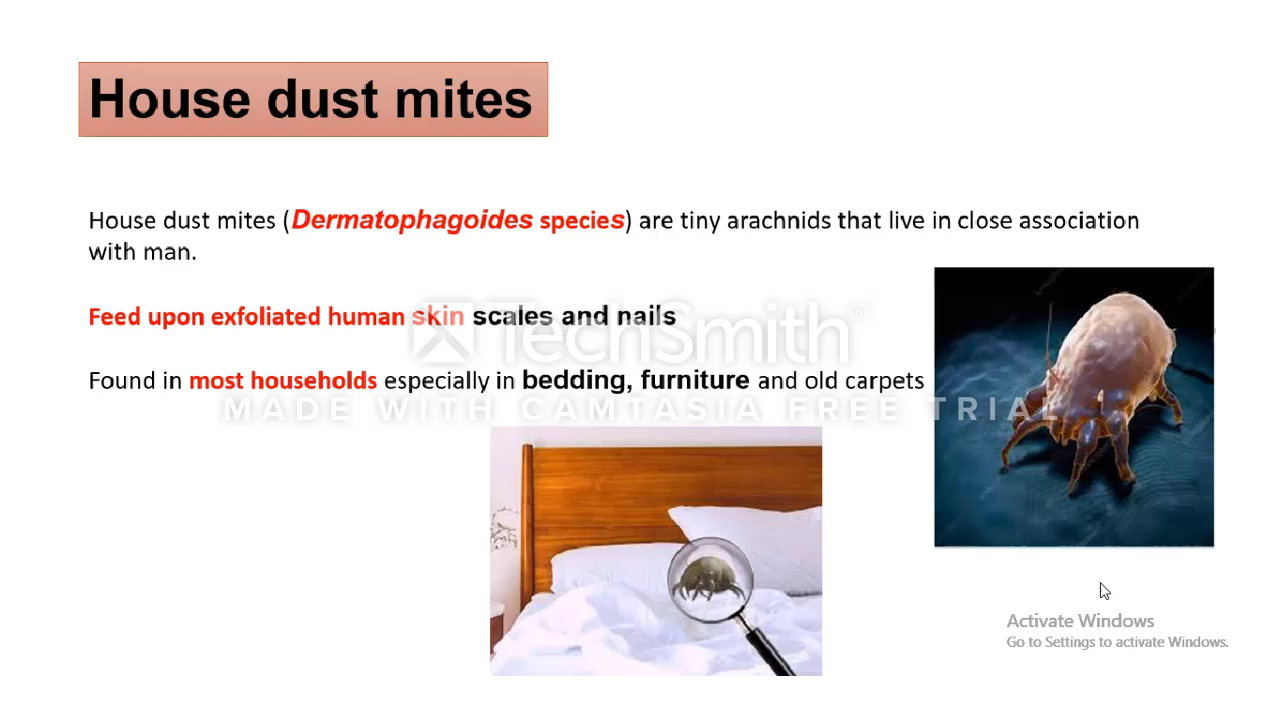 House dust mites
House dust mites (Dermatophagoides species) are tiny arachnids that live in close association
with man.
Feed upon exfoliated human skin scales and nails
TechSmith®
Found in most households especially in bedding, furniture and old carpets
MADE WITH CAMTASIA FREE TRIAL
Activate Windows
Go to Settings to activate Windows.